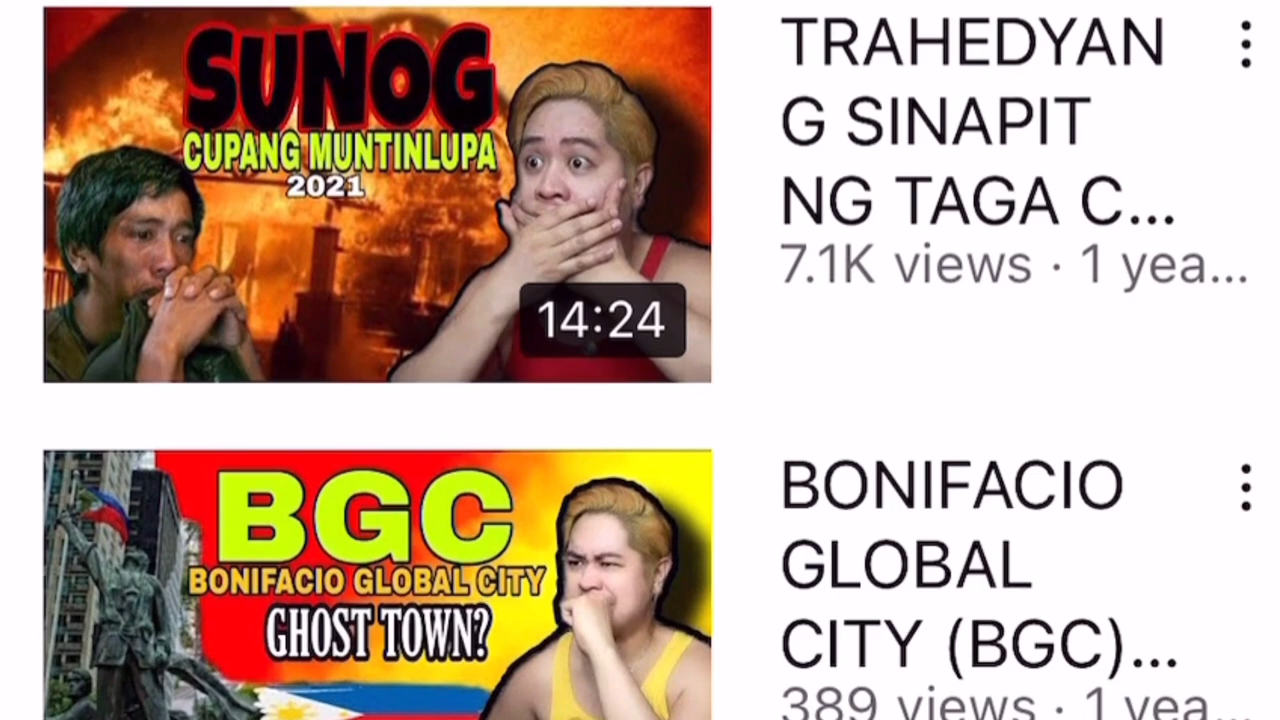 SUNOG
CUPANG MUNTINLUPA
2021
14:24
TRAHEDYAN
G SINAPIT
NG TAGA C...
7.1K views · 1 yea...
BGC
BONIFACIO GLOBAL CITY
GHOST TOWN?
BONIFACIO
GLOBAL
CITY (BGC)...
389 views · 1 yea...